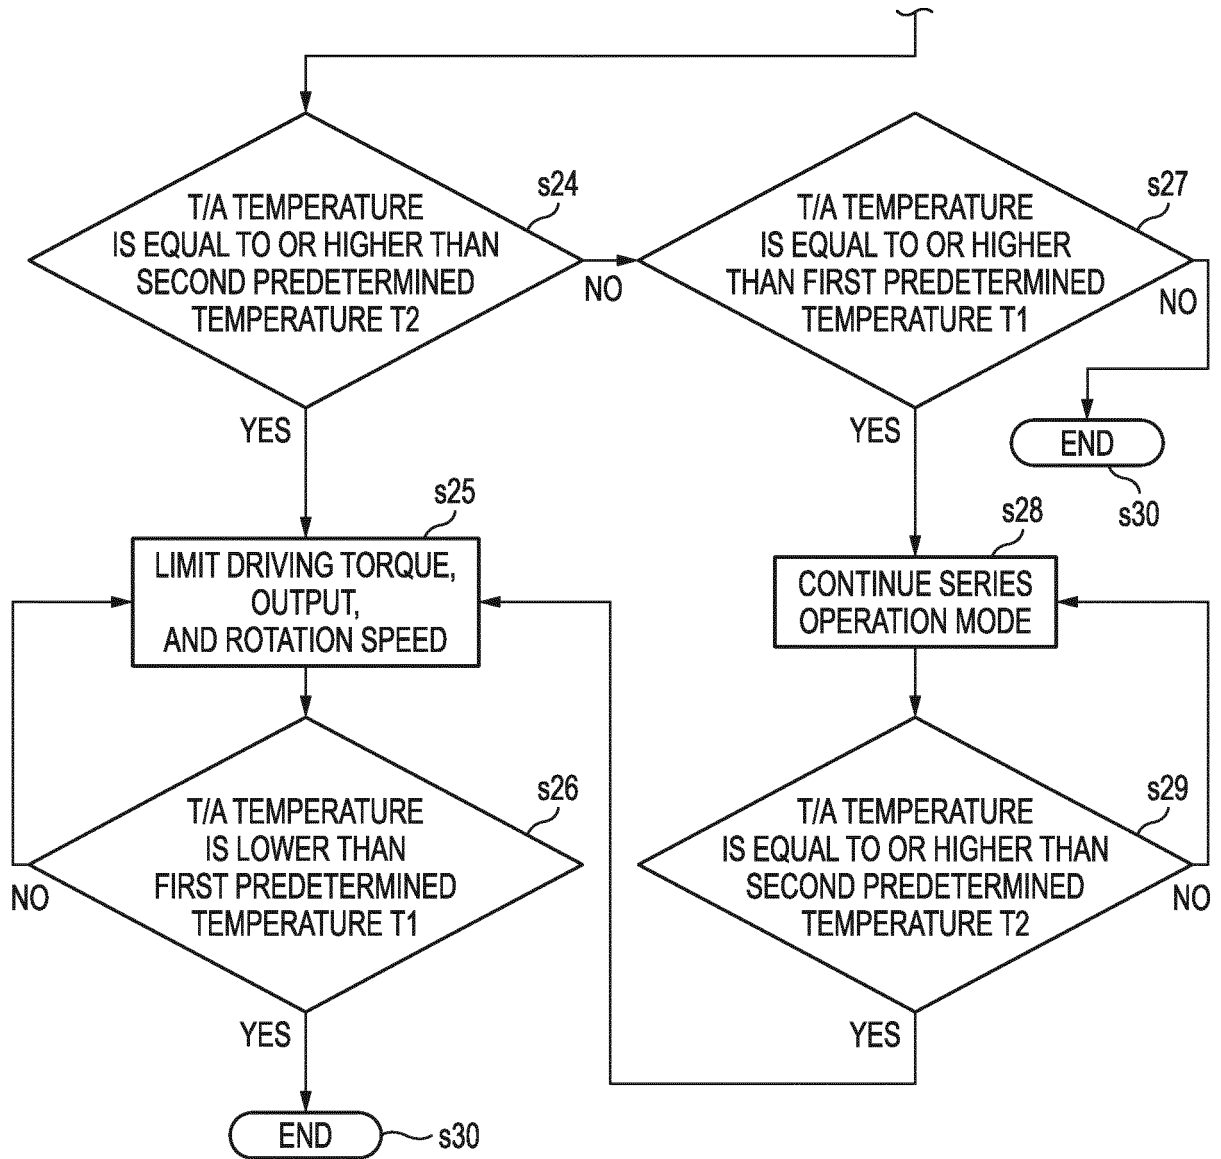 s24
T/A TEMPERATURE
IS EQUAL TO OR HIGHER THAN
SECOND PREDETERMINED
TEMPERATURE T2
NO
YES
s27
T/A TEMPERATURE
IS EQUAL TO OR HIGHER
THAN FIRST PREDETERMINED
TEMPERATURE T1
NO
YES
END
s30
s25
LIMIT DRIVING TORQUE,
OUTPUT,
AND ROTATION SPEED
s28
CONTINUE SERIES
OPERATION MODE
s26
T/A TEMPERATURE
IS LOWER THAN
FIRST PREDETERMINED
TEMPERATURE T1
NO
YES
s29
T/A TEMPERATURE
IS EQUAL TO OR HIGHER THAN
SECOND PREDETERMINED
TEMPERATURE T2
NO
YES
END
s30